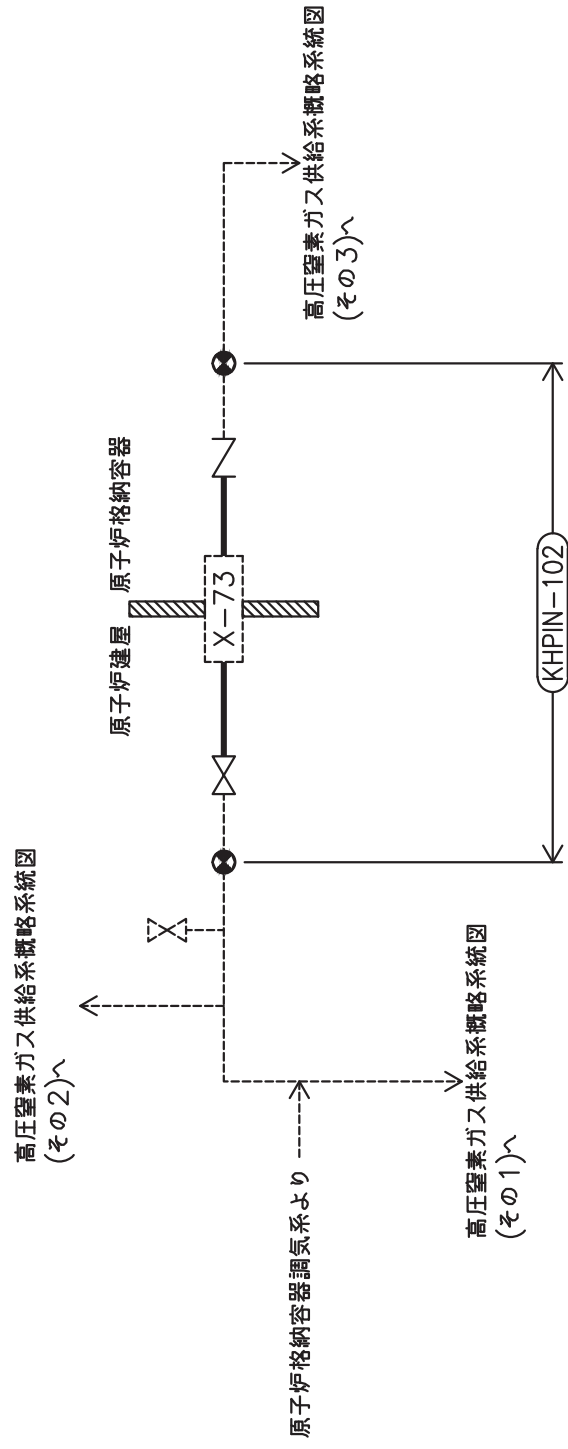 高圧窒素ガス供給系概略系統図
(その2)へ
原子炉格納容器調気系より
高圧窒素ガス供給系概略系統図
(その1)へ
原子炉建屋
原子炉格納容器
X-73
KHPIN-102
高圧窒素ガス供給系概略系統図
(その3)へ